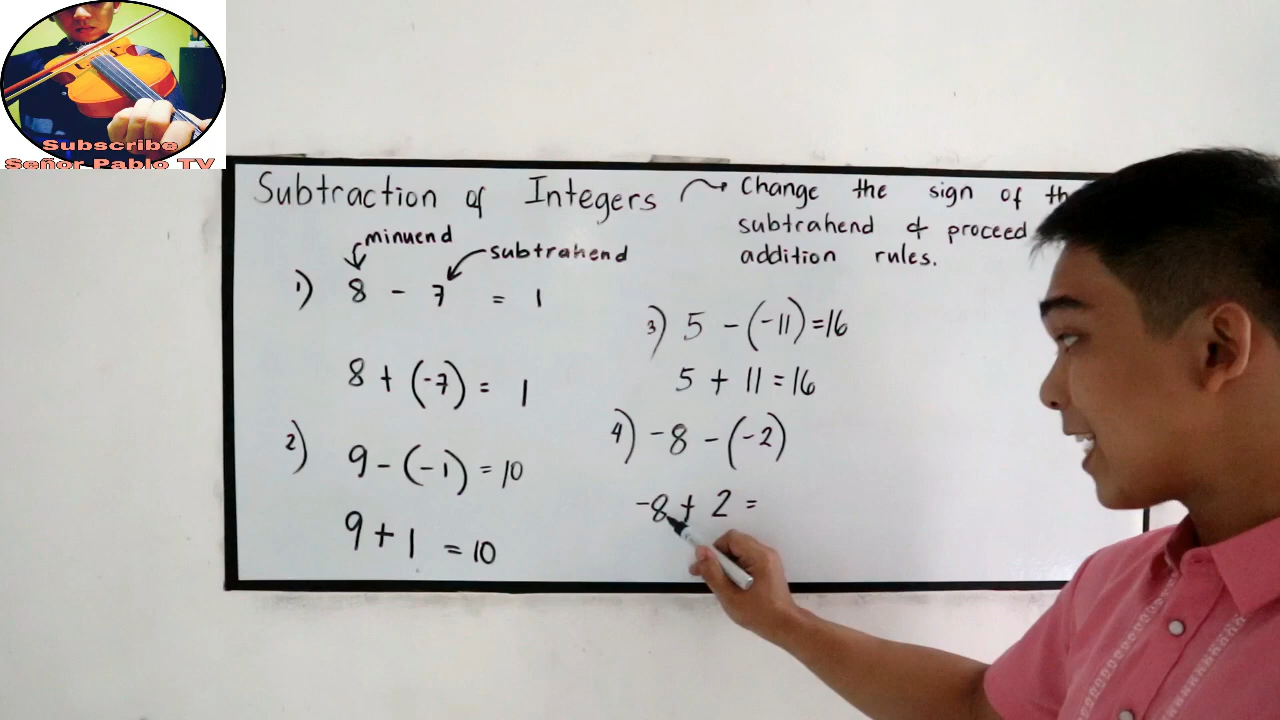 Subscribe
Señor Pablo TV
Subtraction of Integers
Change the sign of
subtrahend & proceed
addition rules.
minuend
subtrahend
1) 8 - 7 = 1
8 + (-7) = 1
2) 9 - (-1) = 10
9 + 1 = 10
3) 5 - (-11) = 16
5 + 11 = 16
4) -8 - (-2)
-8 + 2 =